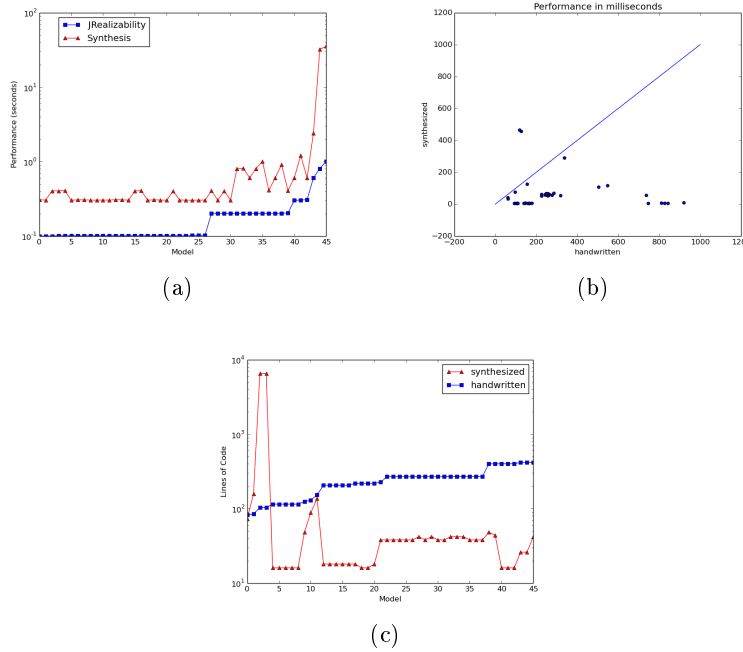 JRealizability
Synthesis
Performance (seconds)
10^2
10^1
10^0
10^-1
0 5 10 15 20 25 30 35 40 45
Model
(a)
Performance in milliseconds
synthesized
1200
1000
800
600
400
200
0
−200
−200 0 200 400 600 800 1000 1200
handwritten
(b)
synthesized
handwritten
Lines of Code
10^4
10^3
10^2
10^1
0 5 10 15 20 25 30 35 40 45
Model
(c)